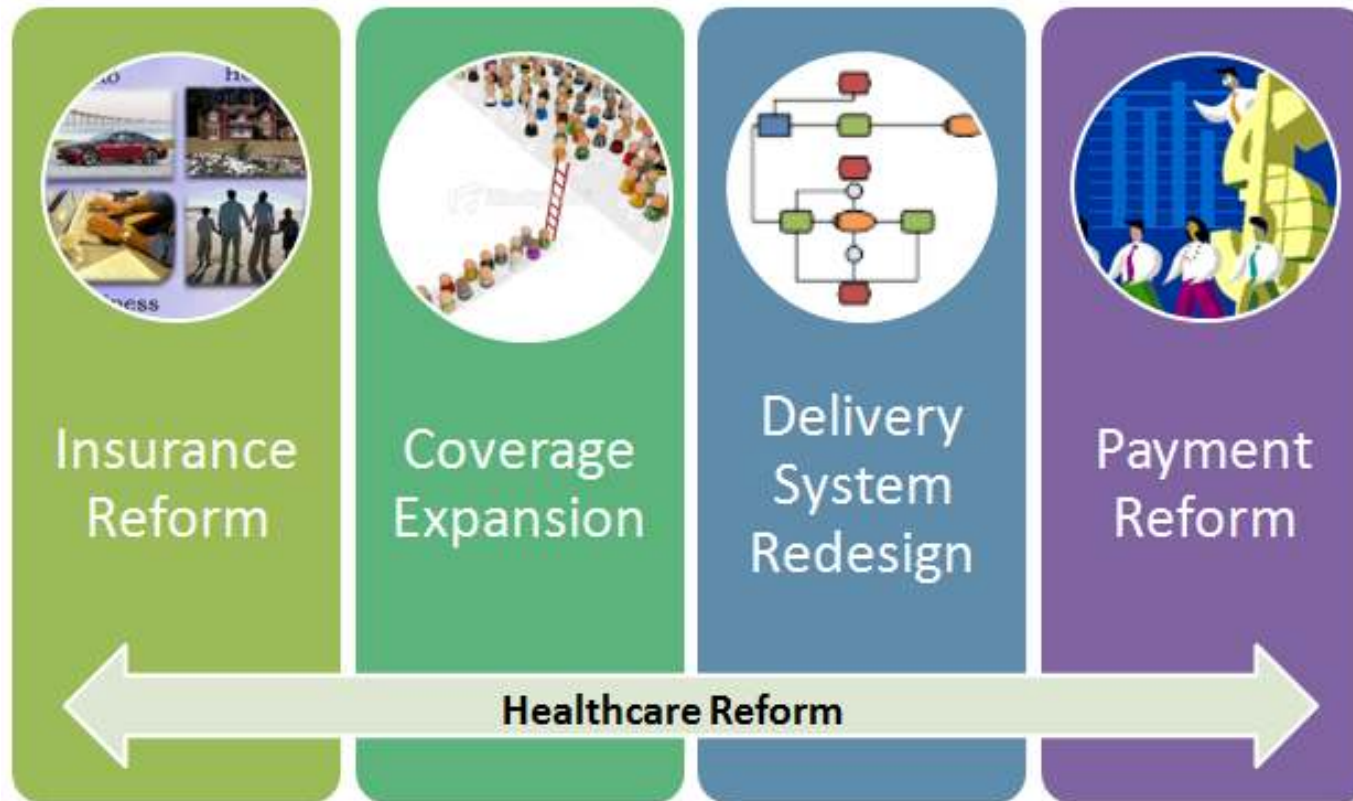 Insurance
Reform
Coverage
Expansion
Delivery
System
Redesign
Payment
Reform
Healthcare Reform